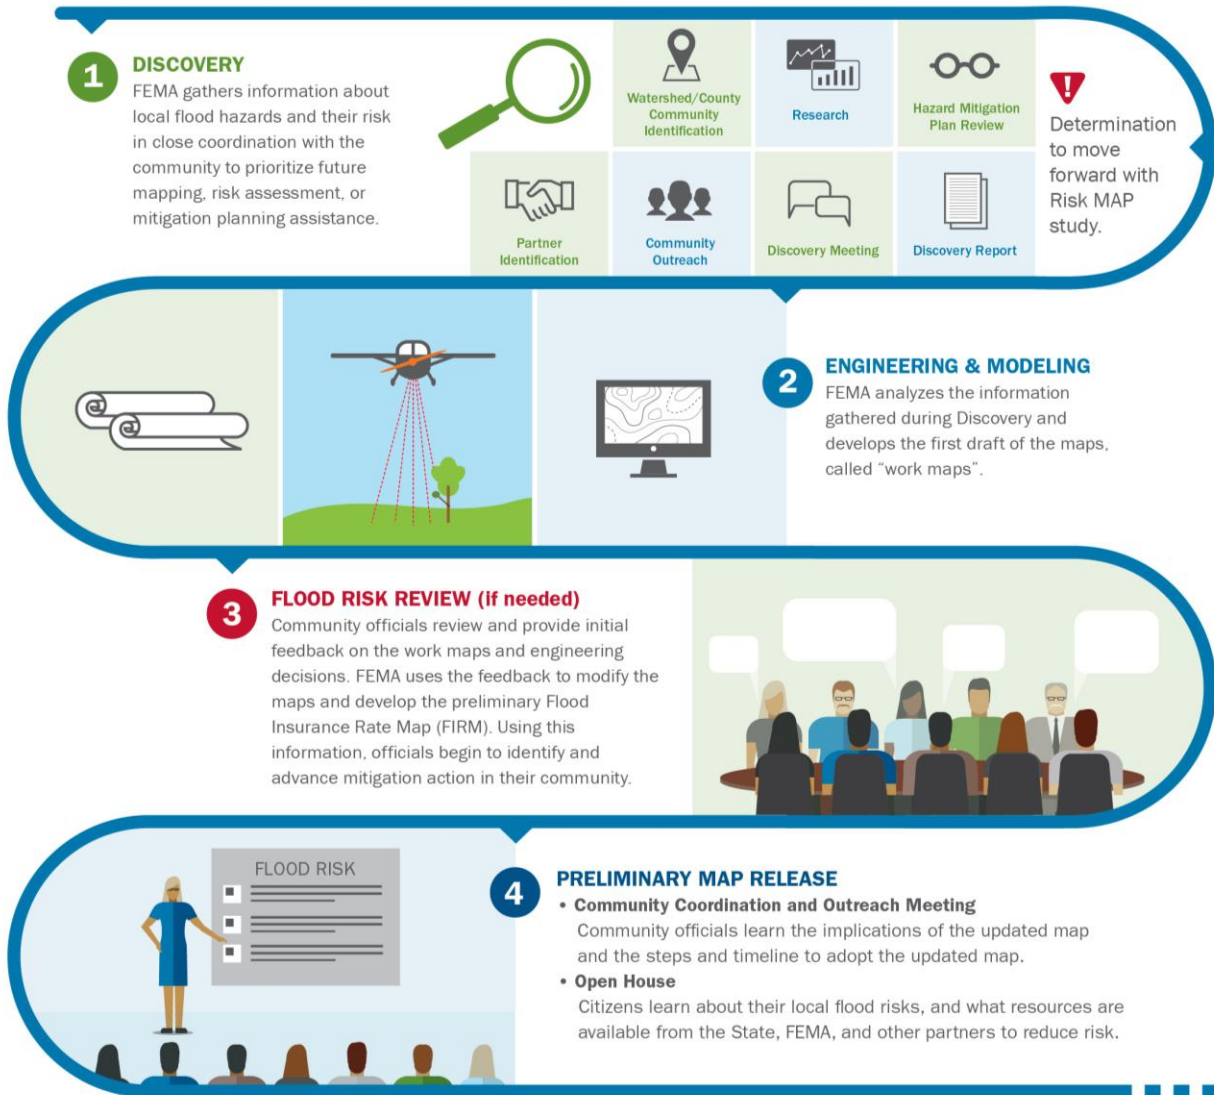 1
DISCOVERY
FEMA gathers information about
local flood hazards and their risk
in close coordination with the
community to prioritize future
mapping, risk assessment, or
mitigation planning assistance.
Watershed/County
Community
Identification
Research
Hazard Mitigation
Plan Review
Partner
Identification
Community
Outreach
Discovery Meeting
Discovery Report
!
Determination
to move
forward with
Risk MAP
study.
2
ENGINEERING & MODELING
FEMA analyzes the information
gathered during Discovery and
develops the first draft of the maps,
called “work maps”.
3
FLOOD RISK REVIEW (if needed)
Community officials review and provide initial
feedback on the work maps and engineering
decisions. FEMA uses the feedback to modify the
maps and develop the preliminary Flood
Insurance Rate Map (FIRM). Using this
information, officials begin to identify and
advance mitigation action in their community.
FLOOD RISK
4
PRELIMINARY MAP RELEASE
• Community Coordination and Outreach Meeting
Community officials learn the implications of the updated map
and the steps and timeline to adopt the updated map.
• Open House
Citizens learn about their local flood risks, and what resources are
available from the State, FEMA, and other partners to reduce risk.